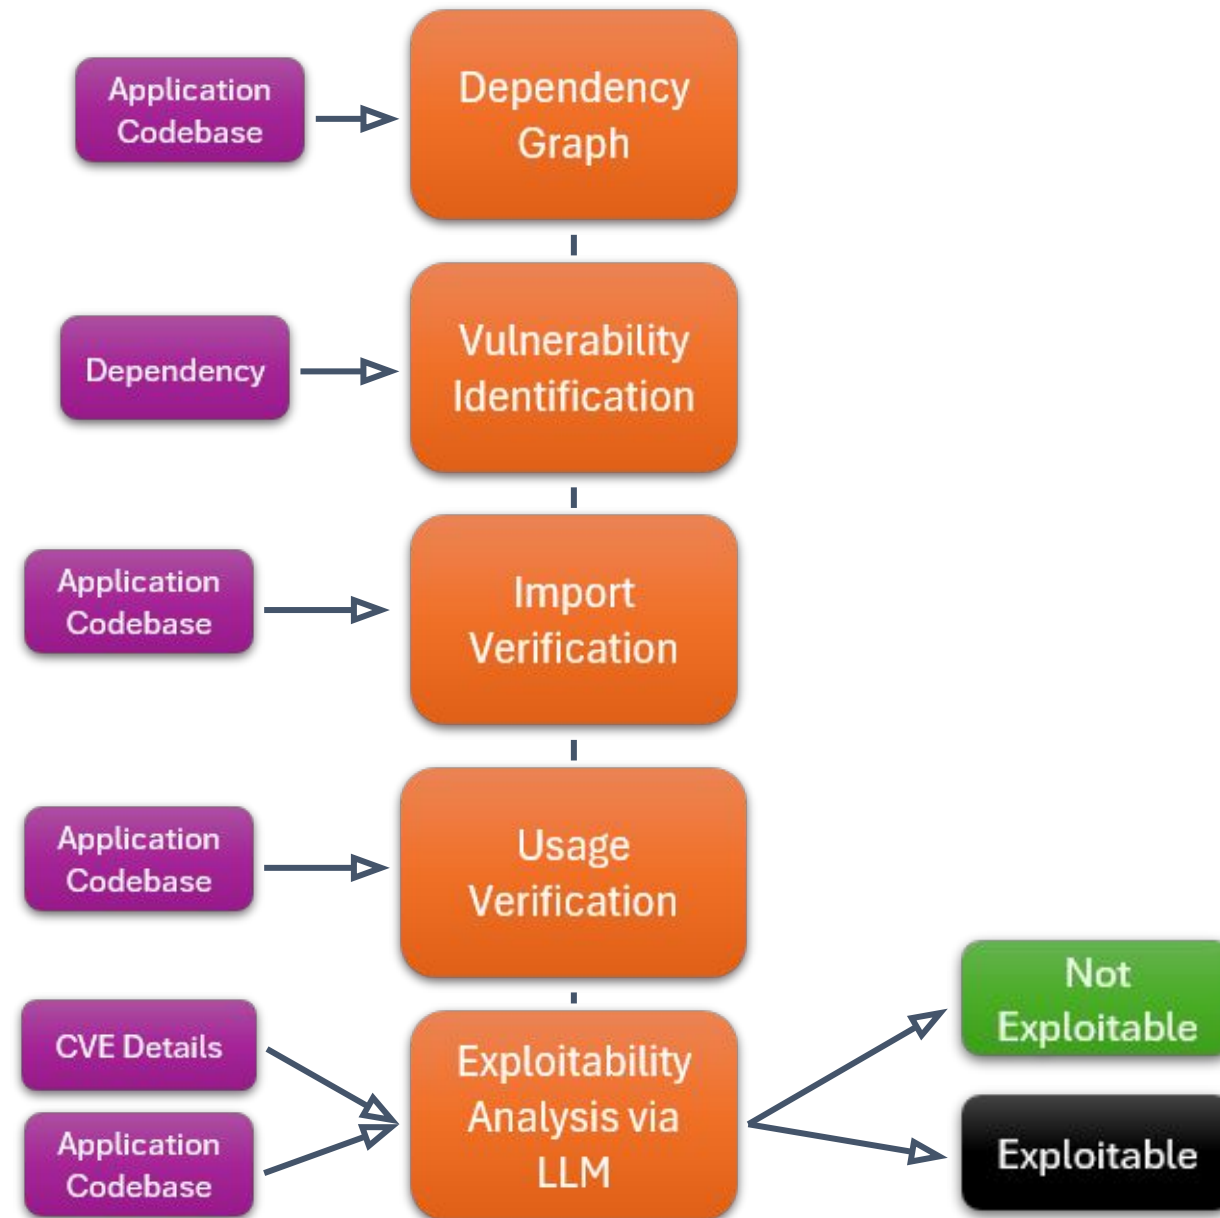 Application
Codebase
Dependency
Graph
Dependency
Vulnerability
Identification
Application
Codebase
Import
Verification
Application
Codebase
Usage
Verification
CVE Details
Application
Codebase
Exploitability
Analysis via
LLM
Not
Exploitable
Exploitable